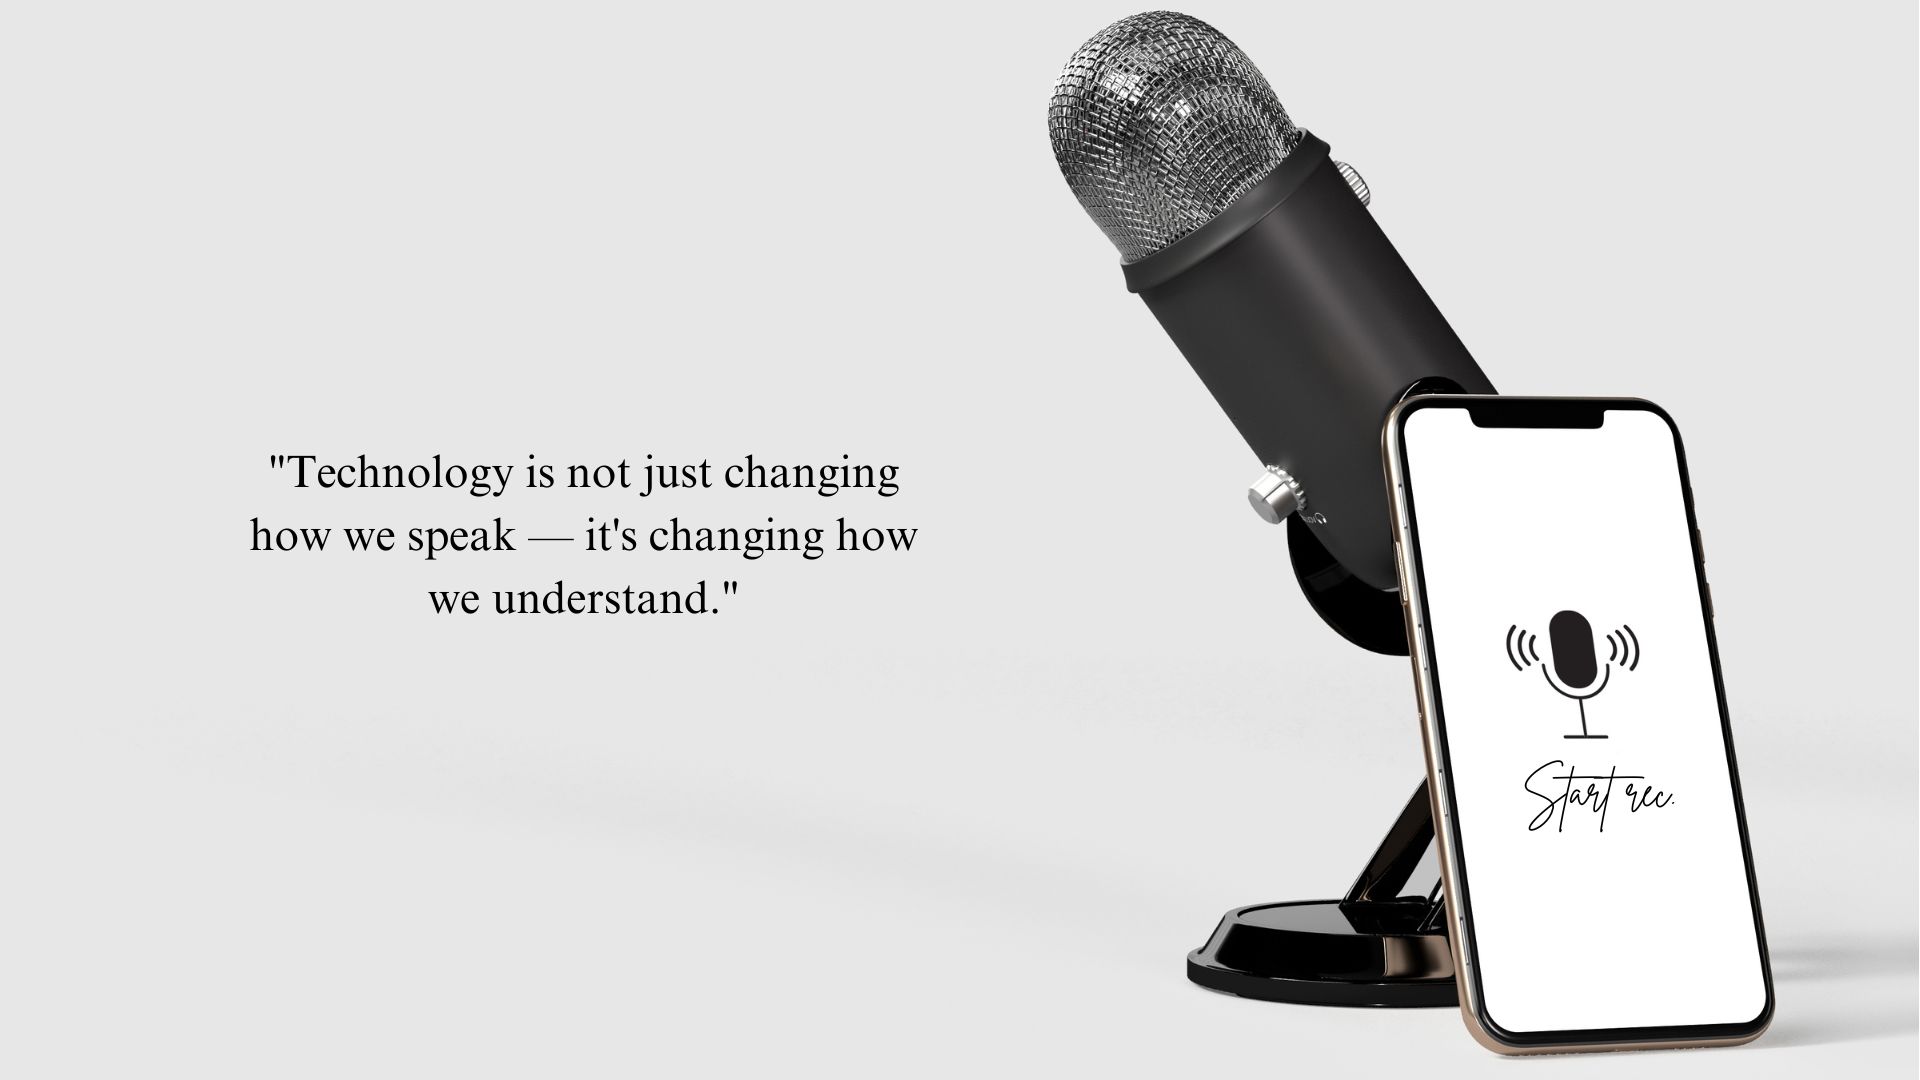 "Technology is not just changing
how we speak — it's changing how
we understand."
Start rec.